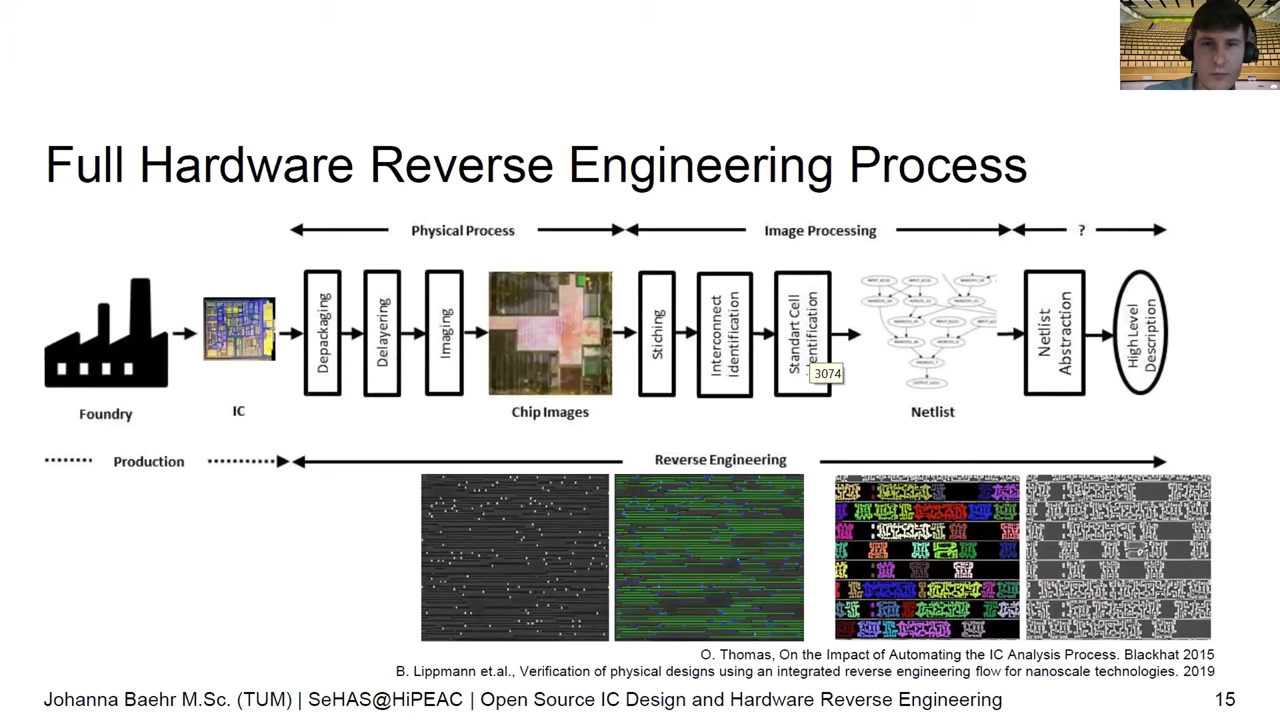 Full Hardware Reverse Engineering Process
Physical Process
Image Processing
?
Depackaging
Delayering
Imaging
Stiching
Interconnect
Identification
Standart Cell
Identification
3074
Netlist
Abstraction
High Level
Description
Foundry
IC
Chip Images
Netlist
Production
Reverse Engineering
O. Thomas, On the Impact of Automating the IC Analysis Process. Blackhat 2015
B. Lippmann et.al., Verification of physical designs using an integrated reverse engineering flow for nanoscale technologies. 2019
Johanna Baehr M.Sc. (TUM) | SeHAS@HiPEAC | Open Source IC Design and Hardware Reverse Engineering
15